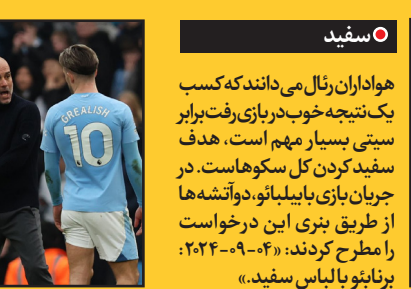 سفید
هواداران رئال می‌دانند که کسب
یک نتیجه خوب در بازی رفت برابر
سیتی بسیار مهم است، هدف
سفید کردن کل سکوهاست. در
جریان بازی با بیلبائو، دوآتشه‌ها
از طریق بنری این درخواست
را مطرح کردند: «۰۴-۰۹-۲۰۲۴:
برنابئو با لباس سفید.»
GREALISH
10